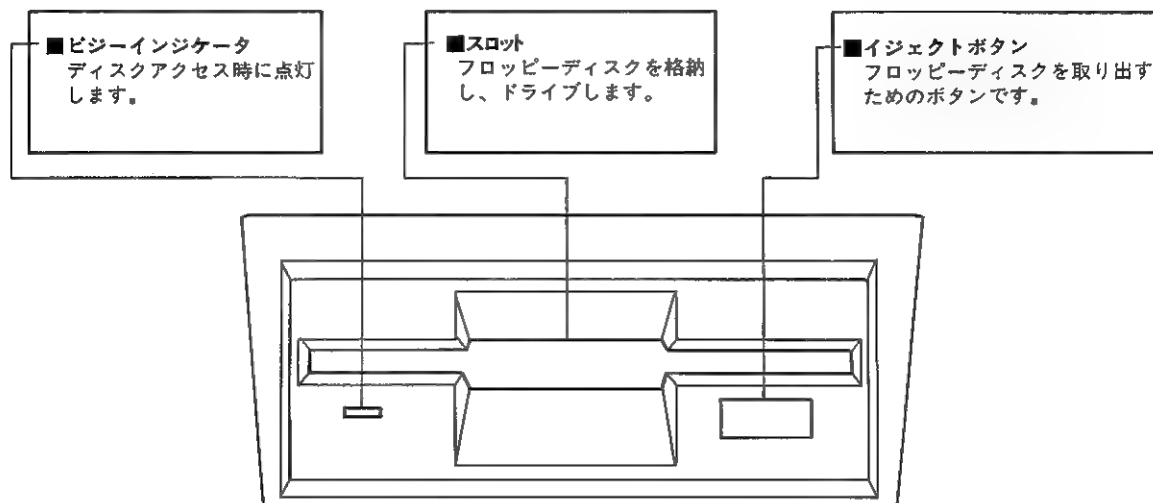 ■ビジーインジケータ
ディスクアクセス時に点灯
します。
■スロット
フロッピーディスクを格納
し、ドライブします。
■イジェクトボタン
フロッピーディスクを取り出す
ためのボタンです。